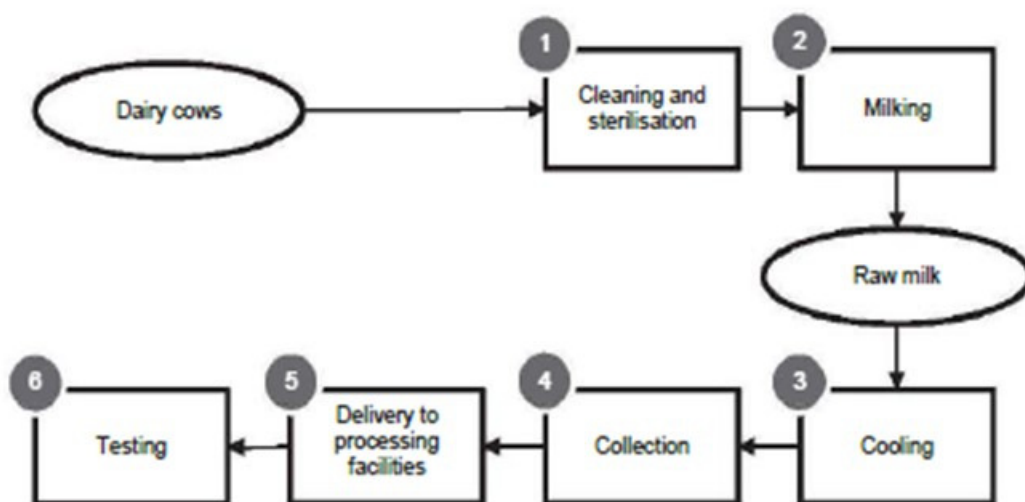 1
2
Dairy cows
Cleaning and
sterilisation
Milking
Raw milk
6
5
4
3
Testing
Delivery to
processing
facilities
Collection
Cooling